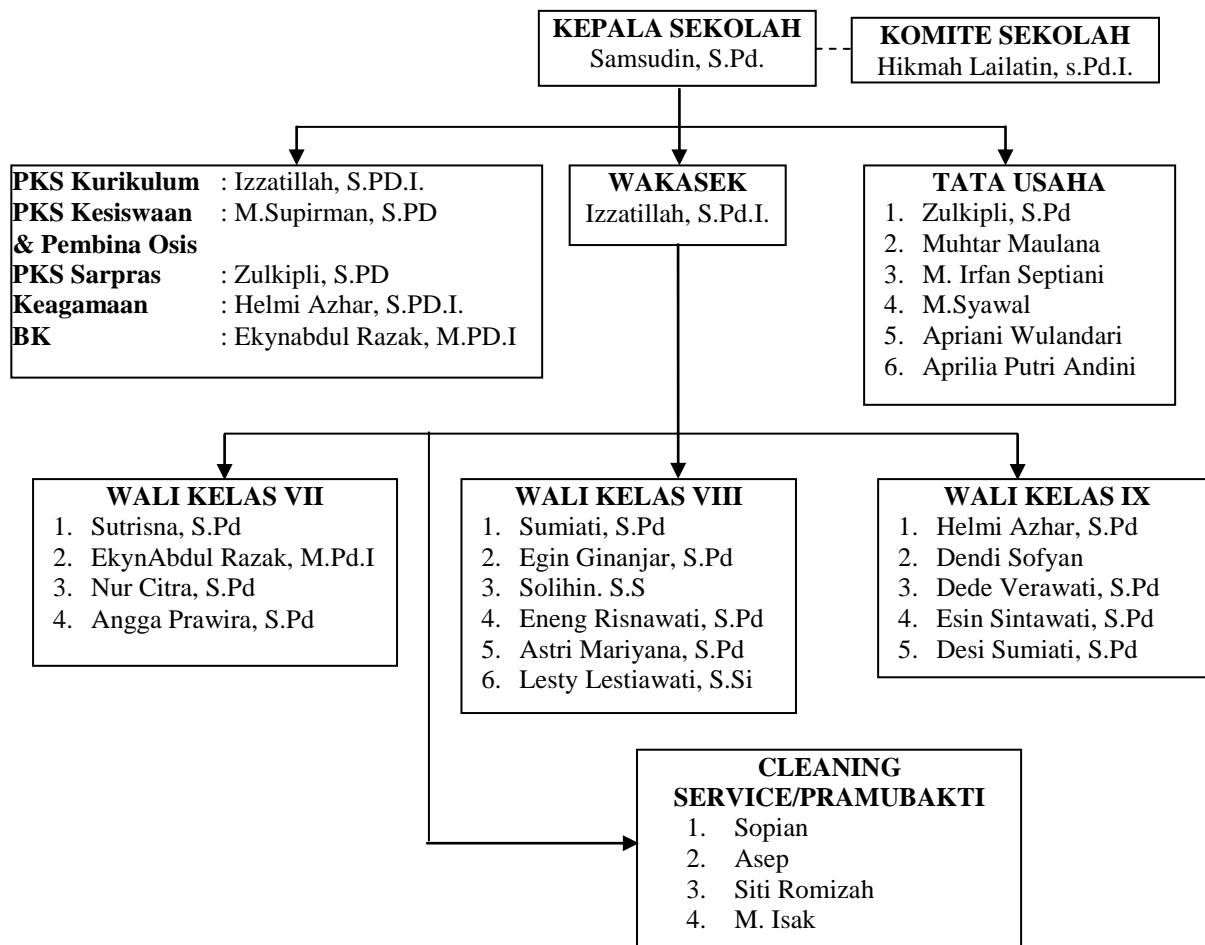 KEPALA SEKOLAH
Samsudin, S.Pd.
KOMITE SEKOLAH
Hikmah Lailatin, s.Pd.I.
PKS Kurikulum : Izzatillah, S.PD.I.
PKS Kesiswaan : M.Supirman, S.PD
& Pembina Osis
PKS Sarpras : Zulkipli, S.PD
Keagamaan : Helmi Azhar, S.PD.I.
BK : Ekynabdul Razak, M.PD.I
WAKASEK
Izzatillah, S.Pd.I.
TATA USAHA
1. Zulkipli, S.Pd
2. Muhtar Maulana
3. M. Irfan Septiani
4. M.Syawal
5. Apriani Wulandari
6. Aprilia Putri Andini
WALI KELAS VII
1. Sutrisna, S.Pd
2. EkynAbdul Razak, M.Pd.I
3. Nur Citra, S.Pd
4. Angga Prawira, S.Pd
WALI KELAS VIII
1. Sumiati, S.Pd
2. Egin Ginanjar, S.Pd
3. Solihin. S.S
4. Eneng Risnawati, S.Pd
5. Astri Mariyana, S.Pd
6. Lesty Lestiawati, S.Si
WALI KELAS IX
1. Helmi Azhar, S.Pd
2. Dendi Sofyan
3. Dede Verawati, S.Pd
4. Esin Sintawati, S.Pd
5. Desi Sumiati, S.Pd
CLEANING
SERVICE/PRAMUBAKTI
1. Sopian
2. Asep
3. Siti Romizah
4. M. Isak